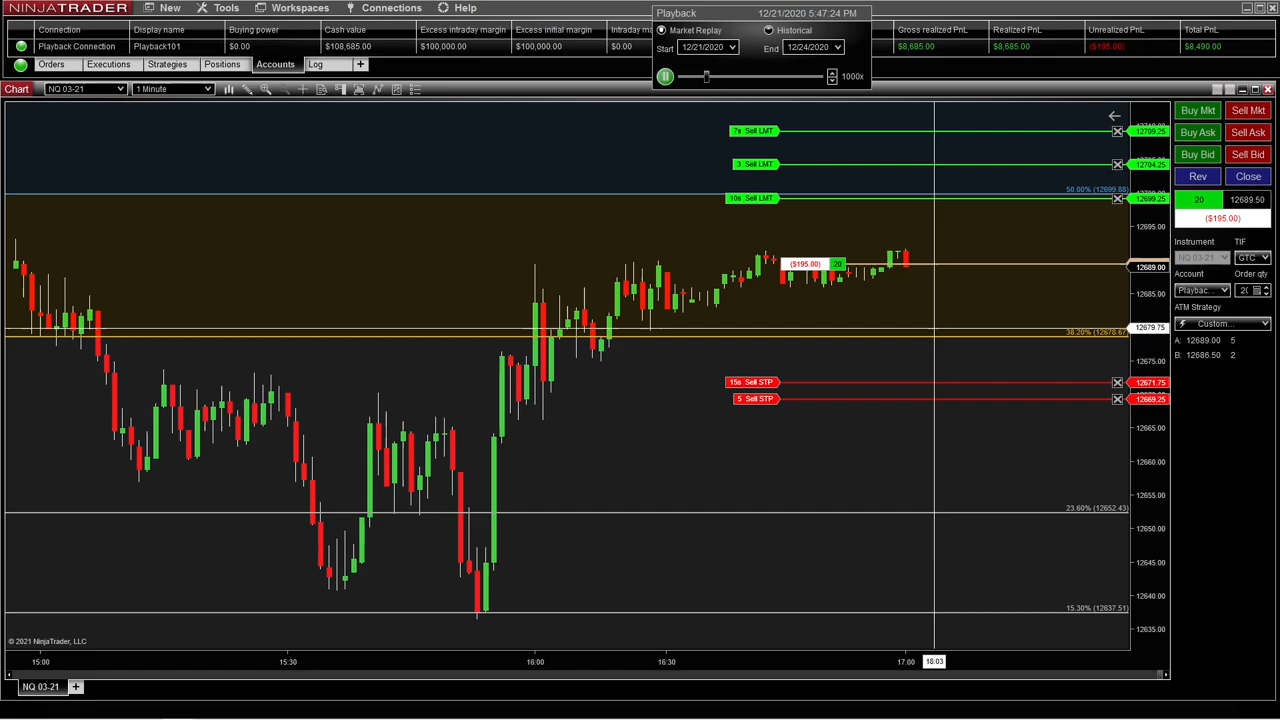 NINJATRADER New Tools Workspaces Connections Help
Playback 12/21/2020 5:47:24 PM
Market Replay Historical
Start 12/21/2020 End 12/24/2020
1000x
Connection Display name Buying power Cash value Excess intraday margin Excess initial margin Gross realized PnL Realized PnL Unrealized PnL Total PnL
Playback Connection Playback101 $0.00 $108,685.00 $100,000.00 $100,000.00 $0.00 $8,685.00 $8,685.00 ($195.00) $8,490.00
Orders Executions Strategies Positions Accounts Log +
Chart NQ 03-21 1 Minute
7s Sell LMT 12709.25
3 Sell LMT 12704.25
50.00% (12699.88)
10s Sell LMT 12699.25
12695.00
($195.00) 20
12689.00
12685.00
12679.75
38.20% (12678.67)
12675.00
15s Sell STP 12671.75
5 Sell STP 12669.25
12665.00
12660.00
12655.00
23.60% (12652.43)
12650.00
12645.00
12640.00
15.30% (12637.51)
12635.00
© 2021 NinjaTrader, LLC
15:00 15:30 16:00 16:30 17:00 18:03
NQ 03-21 +
Buy Mkt Sell Mkt
Buy Ask Sell Ask
Buy Bid Sell Bid
Rev Close
20 12689.50
($195.00)
Instrument TIF
NQ 03-21 GTC
Account Order qty
Playbac...
ATM Strategy
Custom...
A: 12689.00 5
B: 12686.50 2